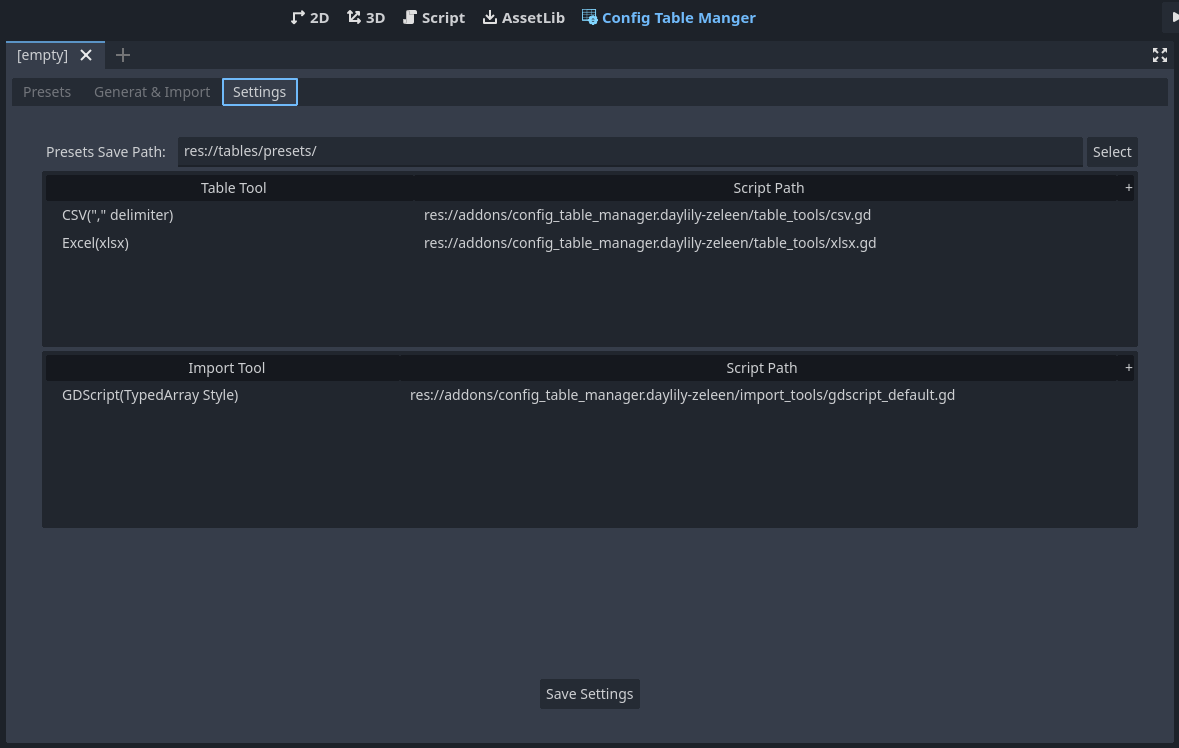 2D 3D Script AssetLib Config Table Manger
[empty]
Presets Generat & Import Settings
Presets Save Path: res://tables/presets/ Select
Table Tool Script Path +
CSV("," delimiter) res://addons/config_table_manager.daylily-zeleen/table_tools/csv.gd
Excel(xlsx) res://addons/config_table_manager.daylily-zeleen/table_tools/xlsx.gd
Import Tool Script Path +
GDScript(TypedArray Style) res://addons/config_table_manager.daylily-zeleen/import_tools/gdscript_default.gd
Save Settings